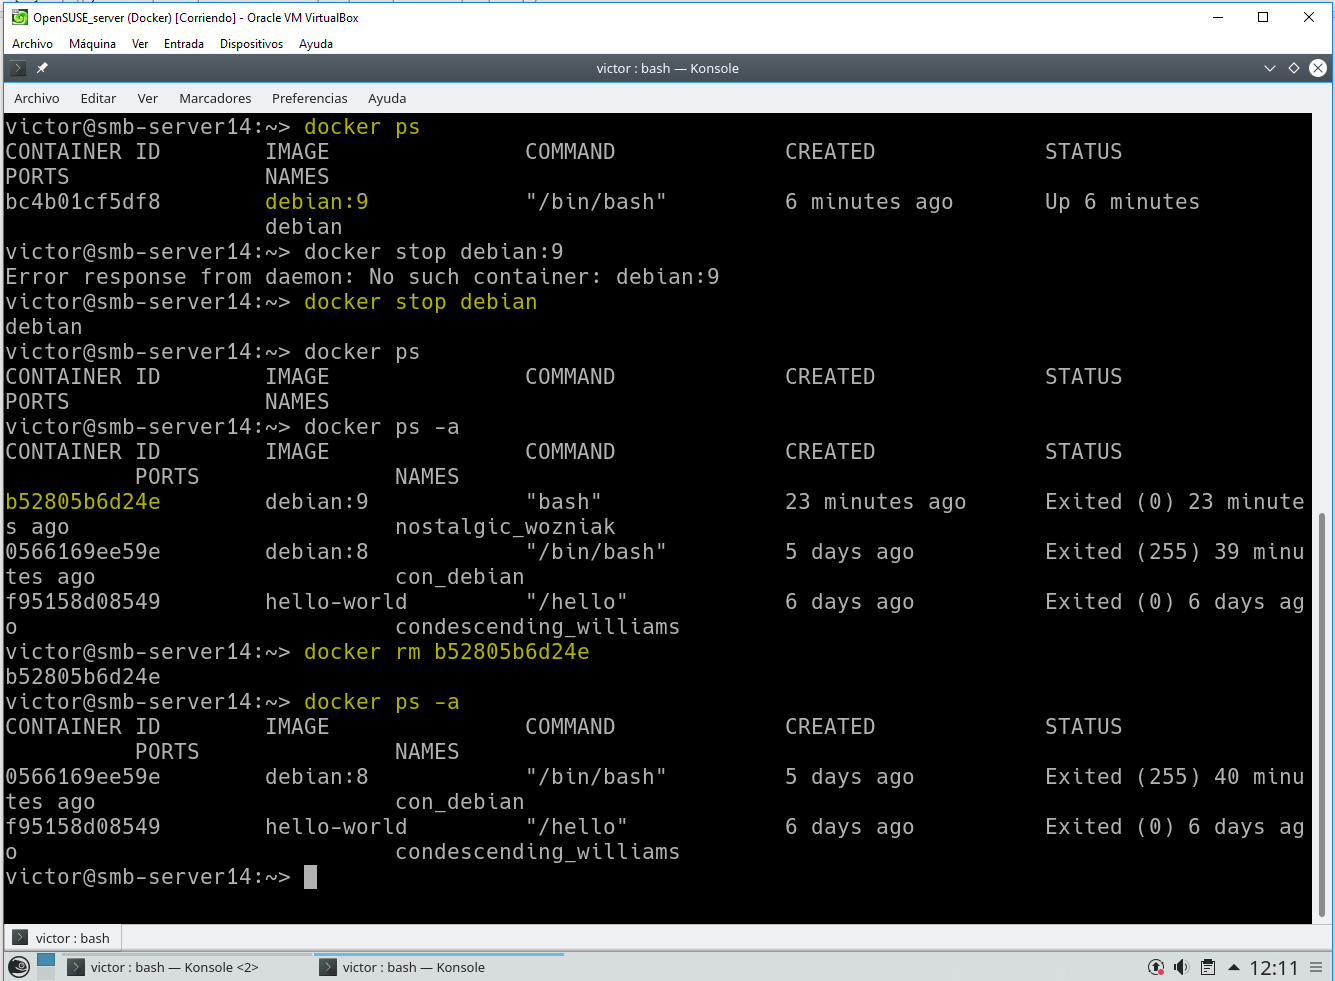 OpenSUSE_server (Docker) [Corriendo] - Oracle VM VirtualBox
Archivo Máquina Ver Entrada Dispositivos Ayuda
victor : bash — Konsole
Archivo Editar Ver Marcadores Preferencias Ayuda
victor@smb-server14:~> docker ps
CONTAINER ID        IMAGE               COMMAND             CREATED             STATUS
PORTS               NAMES
bc4b01cf5df8        debian:9            "/bin/bash"         6 minutes ago       Up 6 minutes
                    debian
victor@smb-server14:~> docker stop debian:9
Error response from daemon: No such container: debian:9
victor@smb-server14:~> docker stop debian
debian
victor@smb-server14:~> docker ps
CONTAINER ID        IMAGE               COMMAND             CREATED             STATUS
PORTS               NAMES
victor@smb-server14:~> docker ps -a
CONTAINER ID        IMAGE               COMMAND             CREATED             STATUS
          PORTS               NAMES
b52805b6d24e        debian:9            "bash"              23 minutes ago      Exited (0) 23 minute
s ago                         nostalgic_wozniak
0566169ee59e        debian:8            "/bin/bash"         5 days ago          Exited (255) 39 minu
tes ago                       con_debian
f95158d08549        hello-world         "/hello"            6 days ago          Exited (0) 6 days ag
o                             condescending_williams
victor@smb-server14:~> docker rm b52805b6d24e
b52805b6d24e
victor@smb-server14:~> docker ps -a
CONTAINER ID        IMAGE               COMMAND             CREATED             STATUS
          PORTS               NAMES
0566169ee59e        debian:8            "/bin/bash"         5 days ago          Exited (255) 40 minu
tes ago                       con_debian
f95158d08549        hello-world         "/hello"            6 days ago          Exited (0) 6 days ag
o                             condescending_williams
victor@smb-server14:~>
victor : bash
victor : bash — Konsole <2> victor : bash — Konsole 12:11